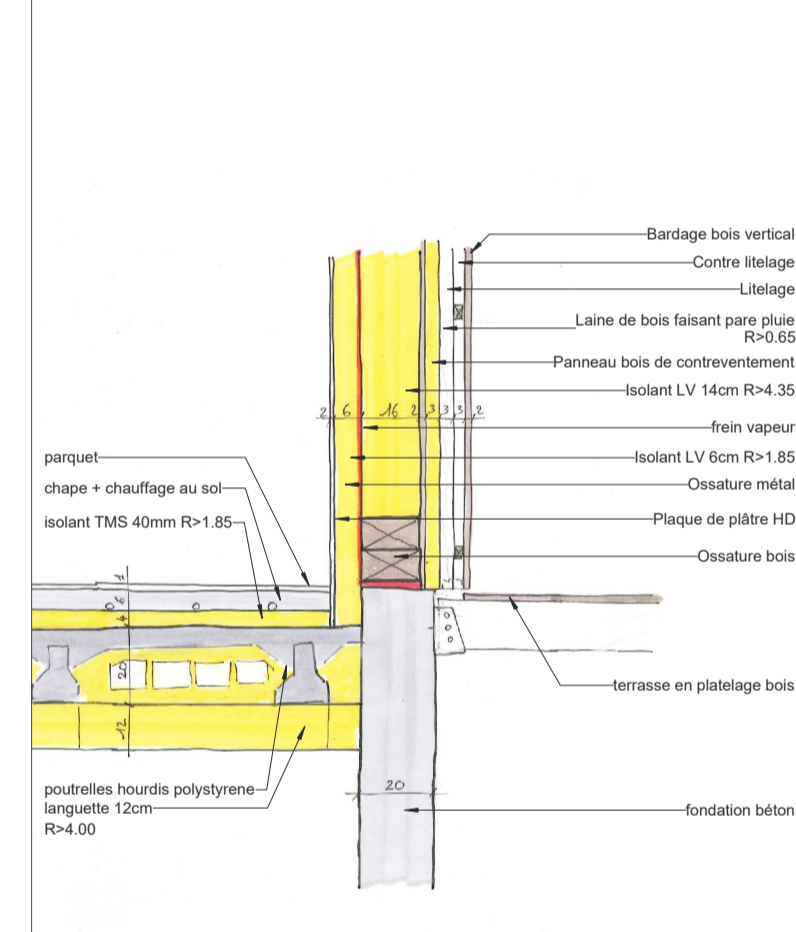 Bardage bois vertical
Contre litelage
Litelage
Laine de bois faisant pare pluie
R>0.65
Panneau bois de contreventement
Isolant LV 14cm R>4.35
2 6 16 2 3 3 3 2
frein vapeur
Isolant LV 6cm R>1.85
Ossature métal
Plaque de plâtre HD
Ossature bois
parquet
chape + chauffage au sol
isolant TMS 40mm R>1.85
1
6
4
20
12
terrasse en platelage bois
poutrelles hourdis polystyrene
languette 12cm
R>4.00
20
fondation béton